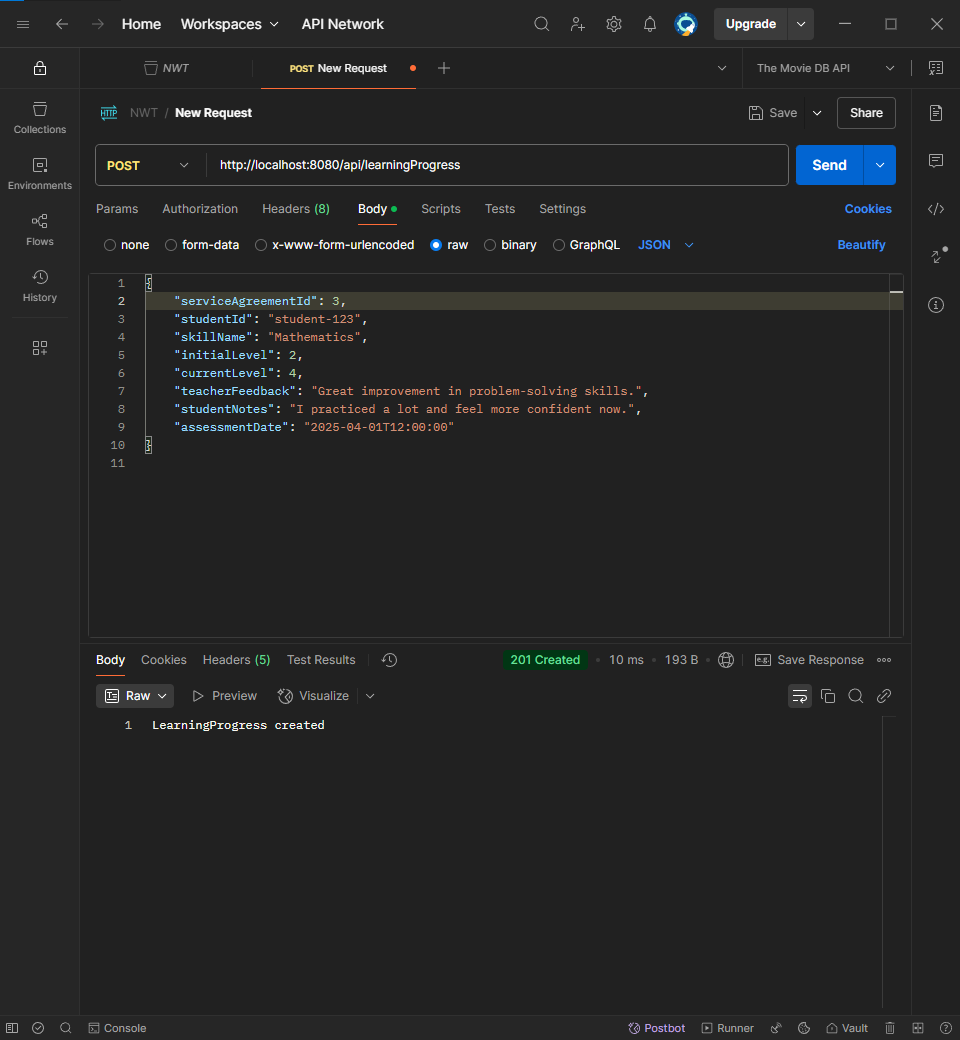 Home Workspaces API Network Upgrade
NWT POST New Request The Movie DB API
HTTP NWT / New Request Save Share
Collections
Environments
Flows
History
POST http://localhost:8080/api/learningProgress Send
Params Authorization Headers (8) Body Scripts Tests Settings Cookies
none form-data x-www-form-urlencoded raw binary GraphQL JSON Beautify
1 {
2 "serviceAgreementId": 3,
3 "studentId": "student-123",
4 "skillName": "Mathematics",
5 "initialLevel": 2,
6 "currentLevel": 4,
7 "teacherFeedback": "Great improvement in problem-solving skills.",
8 "studentNotes": "I practiced a lot and feel more confident now.",
9 "assessmentDate": "2025-04-01T12:00:00"
10 }
11
Body Cookies Headers (5) Test Results 201 Created • 10 ms • 193 B • e.g. Save Response
Raw Preview Visualize
1 LearningProgress created
Console Postbot Runner Vault